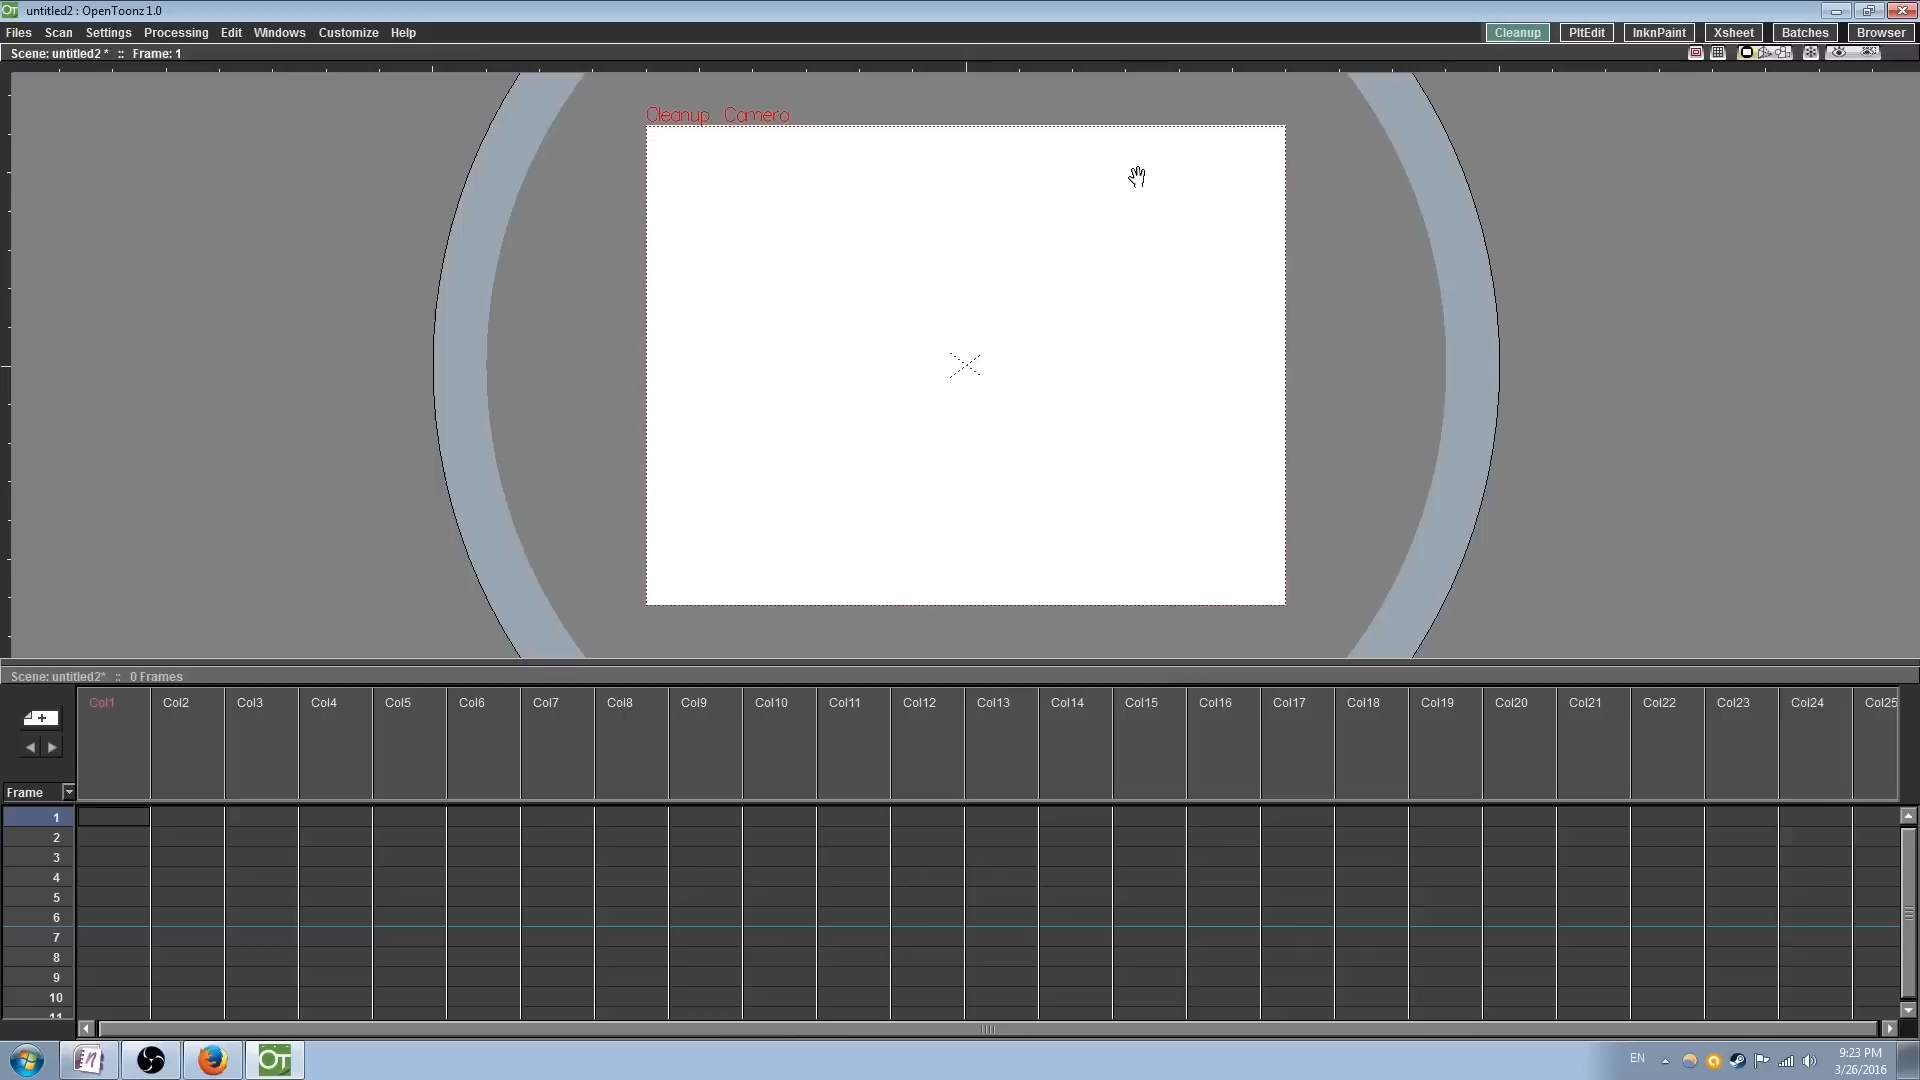 untitled2 : OpenToonz 1.0
Files Scan Settings Processing Edit Windows Customize Help Cleanup PltEdit InknPaint Xsheet Batches Browser
Scene: untitled2 * :: Frame: 1
Cleanup Camera
Scene: untitled2* :: 0 Frames
Col1 Col2 Col3 Col4 Col5 Col6 Col7 Col8 Col9 Col10 Col11 Col12 Col13 Col14 Col15 Col16 Col17 Col18 Col19 Col20 Col21 Col22 Col23 Col24 Col25
Frame
1
2
3
4
5
6
7
8
9
10
11
EN 9:23 PM
3/26/2016